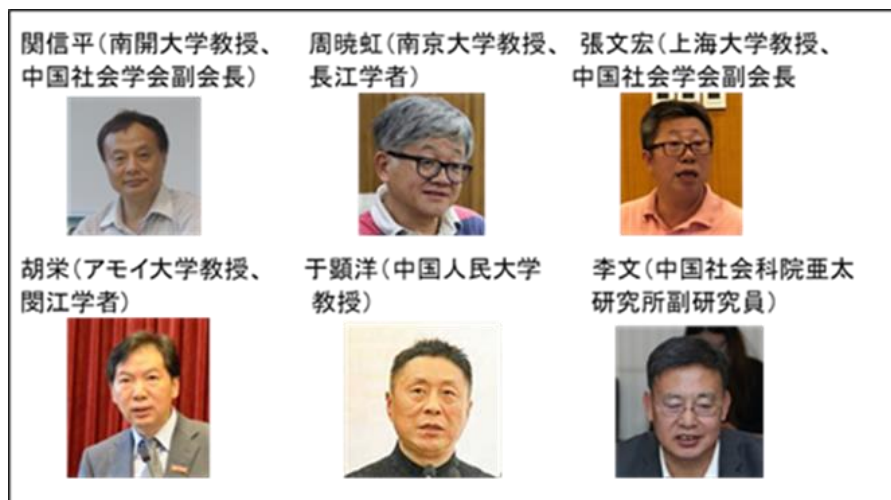 関信平(南開大学教授、
中国社会学会副会長)
周暁虹(南京大学教授、
長江学者)
張文宏(上海大学教授、
中国社会学会副会長
胡栄(アモイ大学教授、
閩江学者)
于顕洋(中国人民大学
教授)
李文(中国社会科院亜太
研究所副研究員)